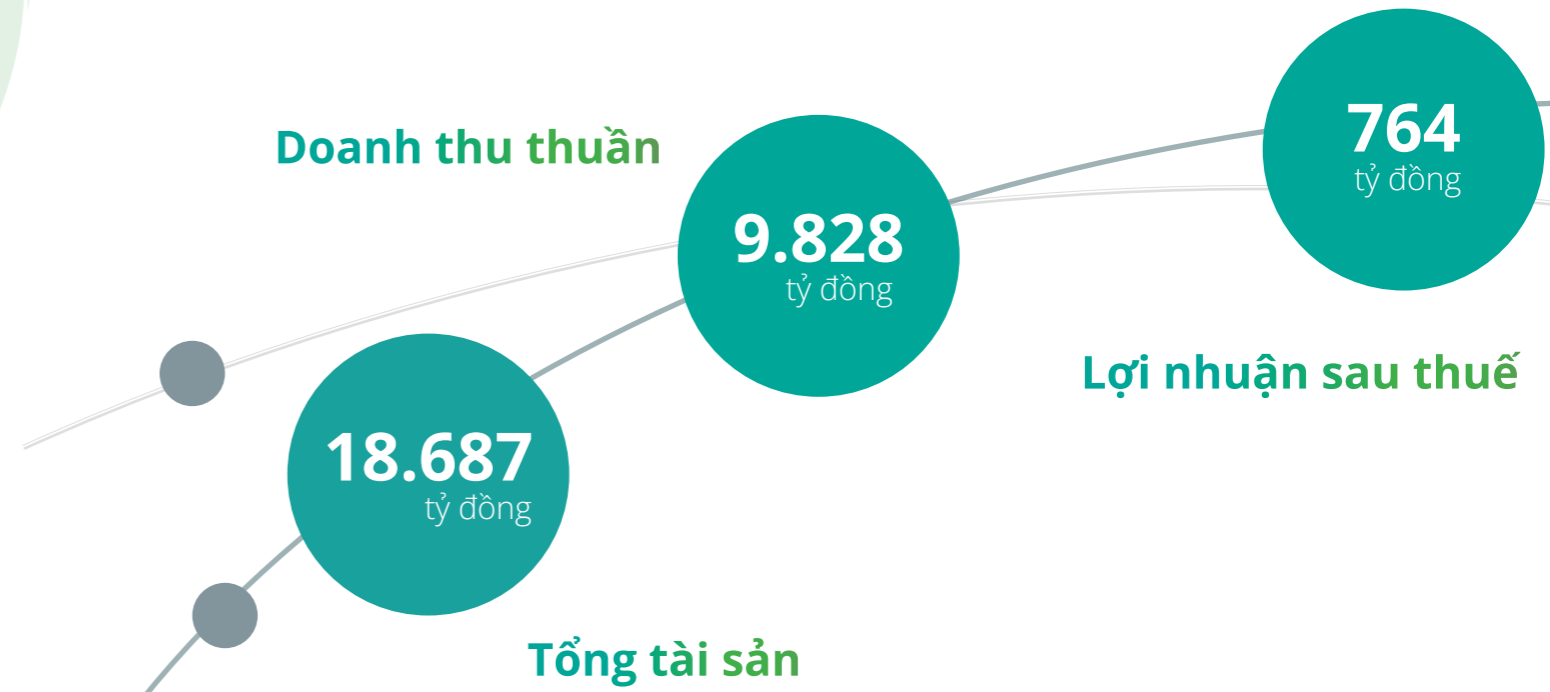 Doanh thu thuần
9.828
tỷ đồng
764
tỷ đồng
Lợi nhuận sau thuế
18.687
tỷ đồng
Tổng tài sản